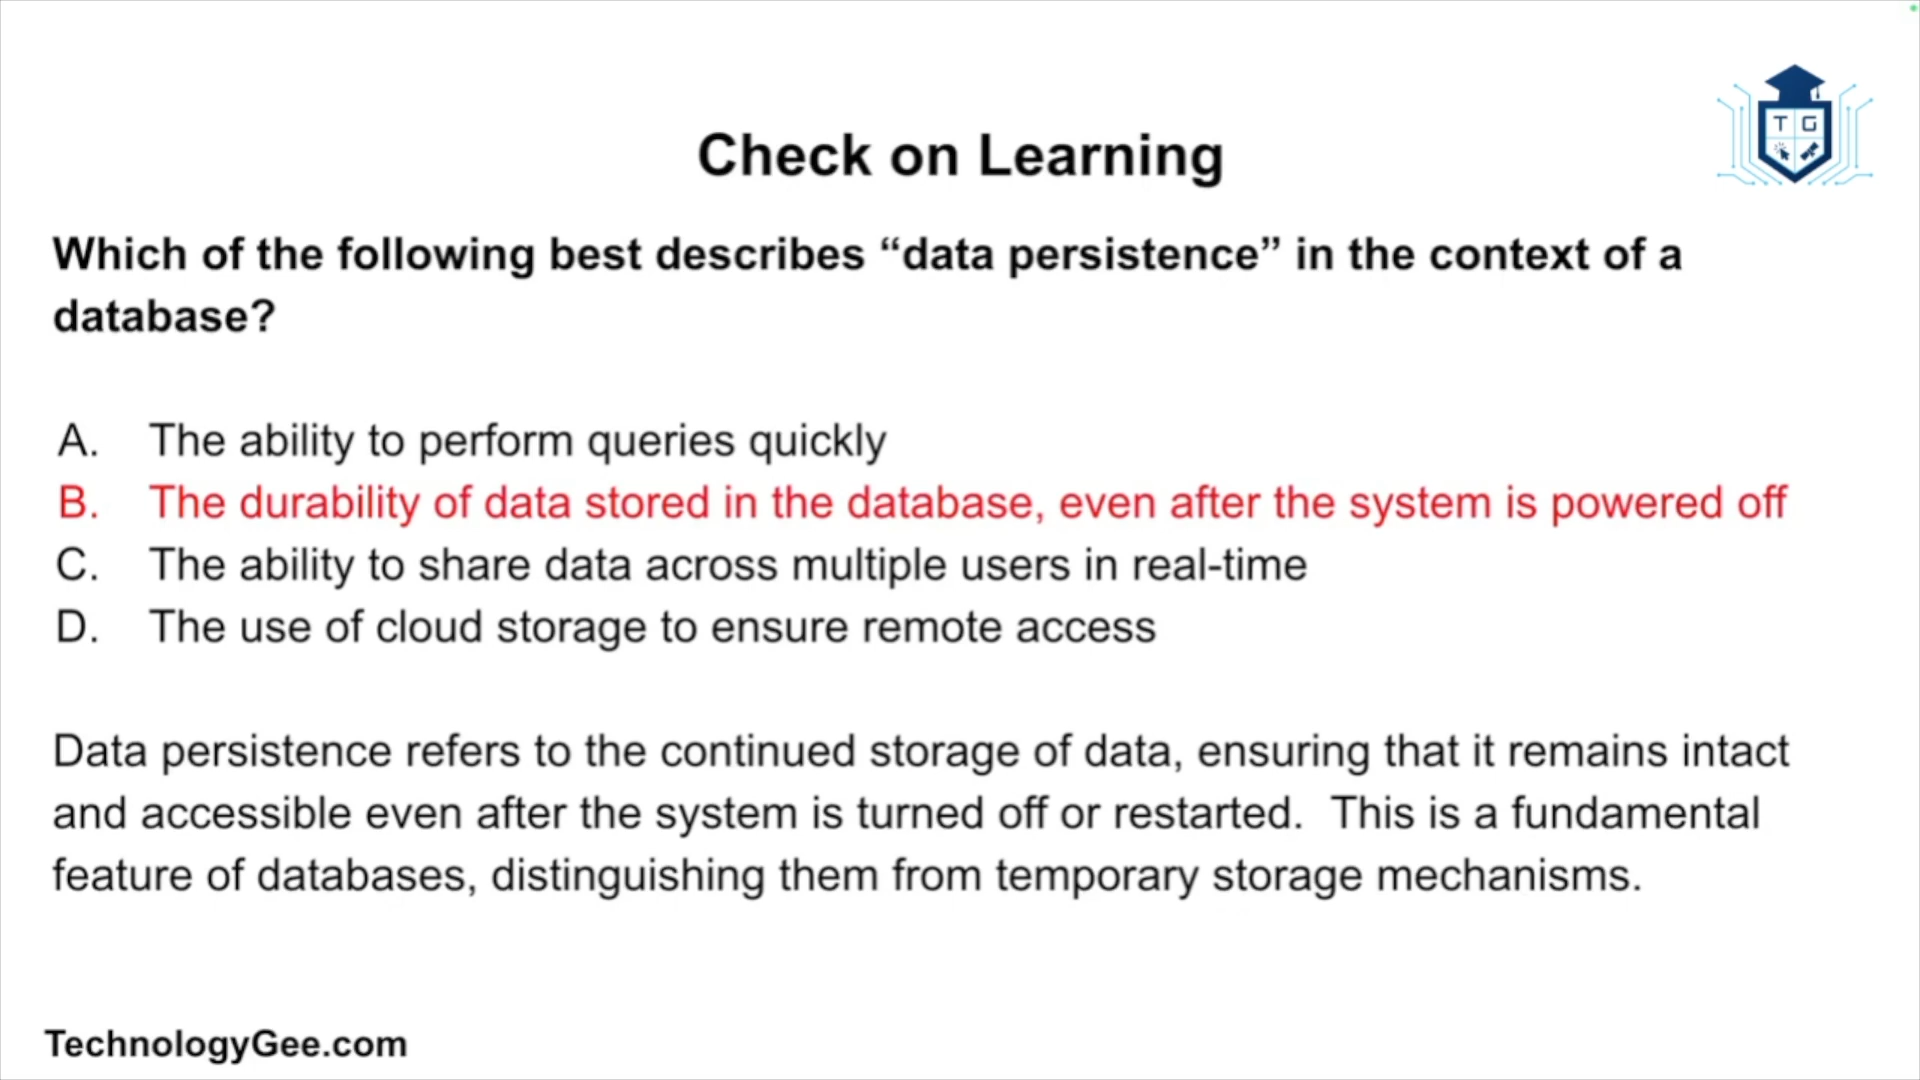 T G
Check on Learning
Which of the following best describes “data persistence” in the context of a
database?
A. The ability to perform queries quickly
B. The durability of data stored in the database, even after the system is powered off
C. The ability to share data across multiple users in real-time
D. The use of cloud storage to ensure remote access
Data persistence refers to the continued storage of data, ensuring that it remains intact
and accessible even after the system is turned off or restarted.  This is a fundamental
feature of databases, distinguishing them from temporary storage mechanisms.
TechnologyGee.com